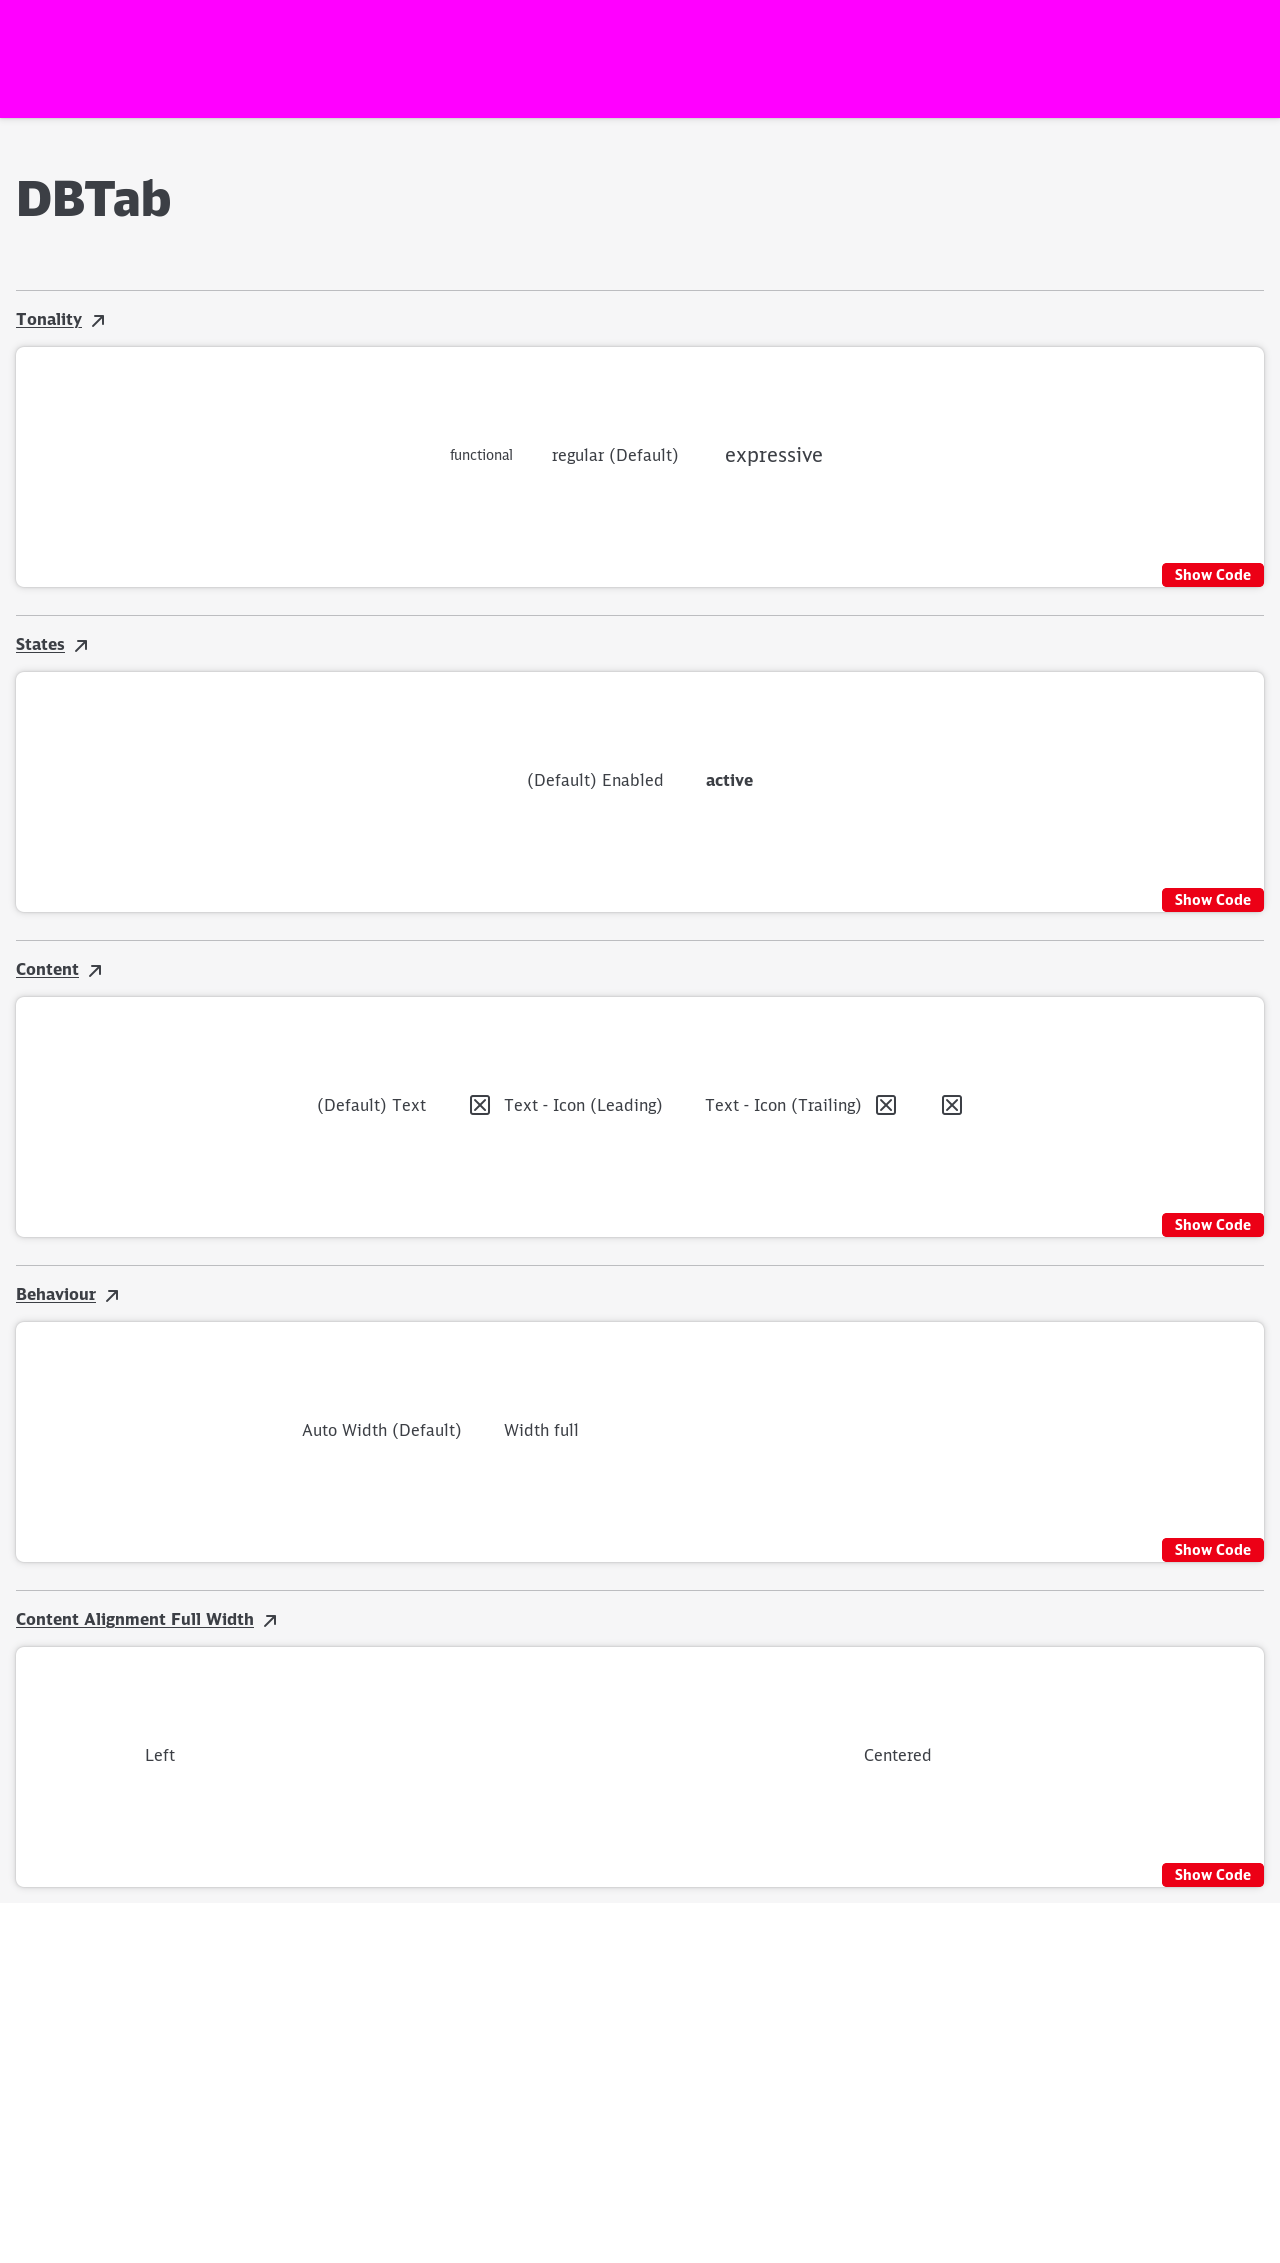 DBTab
Tonality
functional regular (Default) expressive
Show Code
States
(Default) Enabled active
Show Code
Content
(Default) Text Text - Icon (Leading) Text - Icon (Trailing)
Show Code
Behaviour
Auto Width (Default) Width full
Show Code
Content Alignment Full Width
Left Centered
Show Code